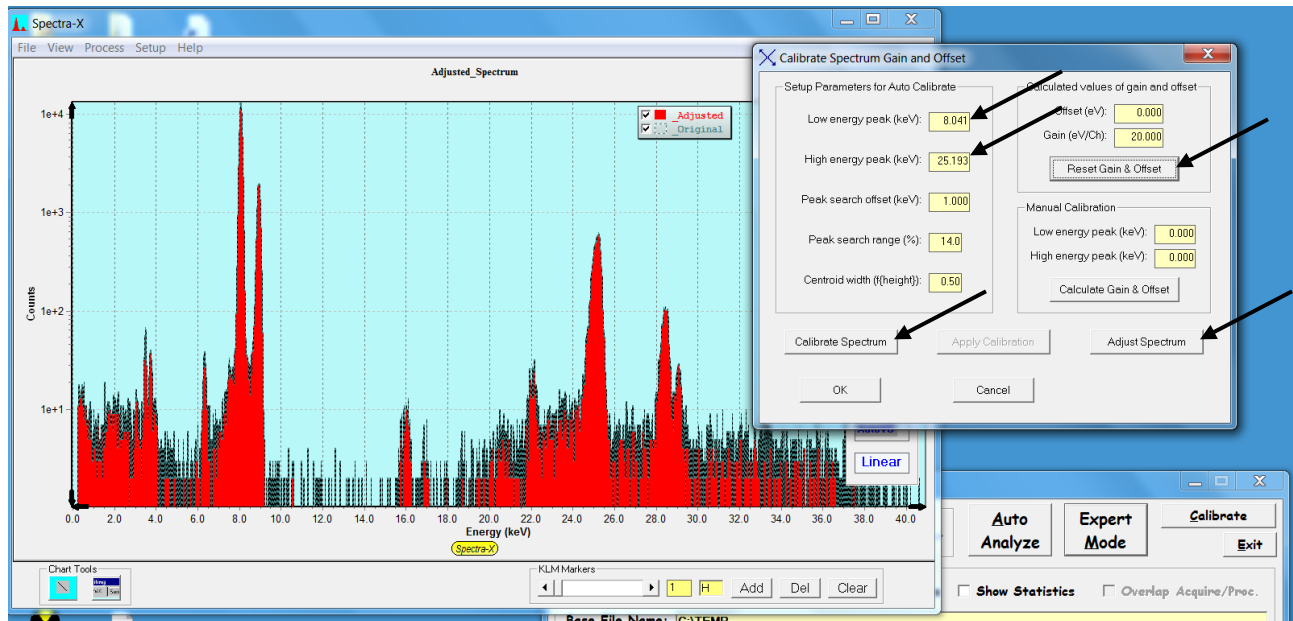 Spectra-X
File View Process Setup Help
Adjusted_Spectrum
_Adjusted
_Original
Counts
1e+4
1e+3
1e+2
1e+1
0.0 2.0 4.0 6.0 8.0 10.0 12.0 14.0 16.0 18.0 20.0 22.0 24.0 26.0 28.0 30.0 32.0 34.0 36.0 38.0 40.0
Energy (keV)
Spectra-X
Linear
Chart Tools
KLM Markers
1 H Add Del Clear
Calibrate Spectrum Gain and Offset
Setup Parameters for Auto Calibrate
Low energy peak (keV): 8.041
High energy peak (keV): 25.193
Peak search offset (keV): 1.000
Peak search range (%): 14.0
Centroid width (f{height}): 0.50
Calculated values of gain and offset
Offset (eV): 0.000
Gain (eV/Ch): 20.000
Reset Gain & Offset
Manual Calibration
Low energy peak (keV): 0.000
High energy peak (keV): 0.000
Calculate Gain & Offset
Calibrate Spectrum Apply Calibration Adjust Spectrum
OK Cancel
Auto Analyze
Expert Mode
Calibrate
Exit
Show Statistics Overlap Acquire/Proc.
Base File Name: C:\TEMP